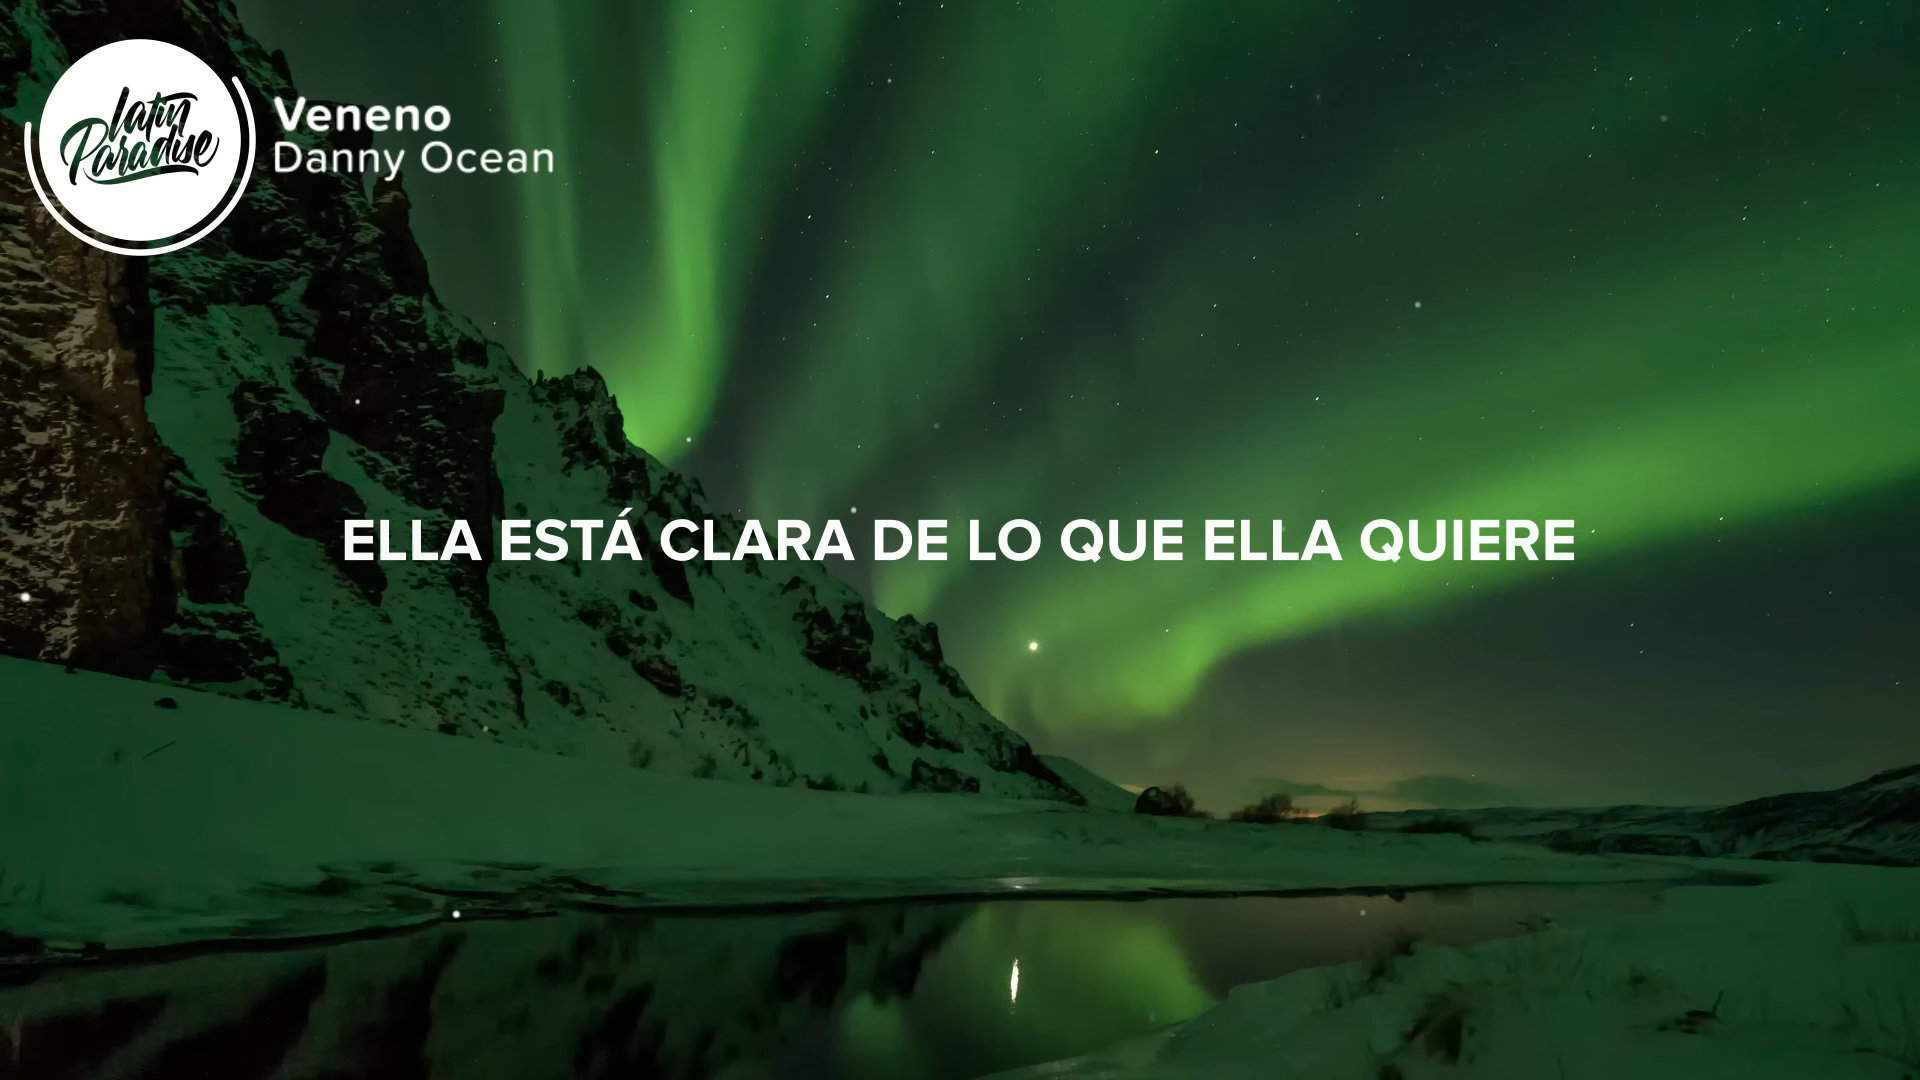 Latin
Paradise
Veneno
Danny Ocean
ELLA ESTÁ CLARA DE LO QUE ELLA QUIERE